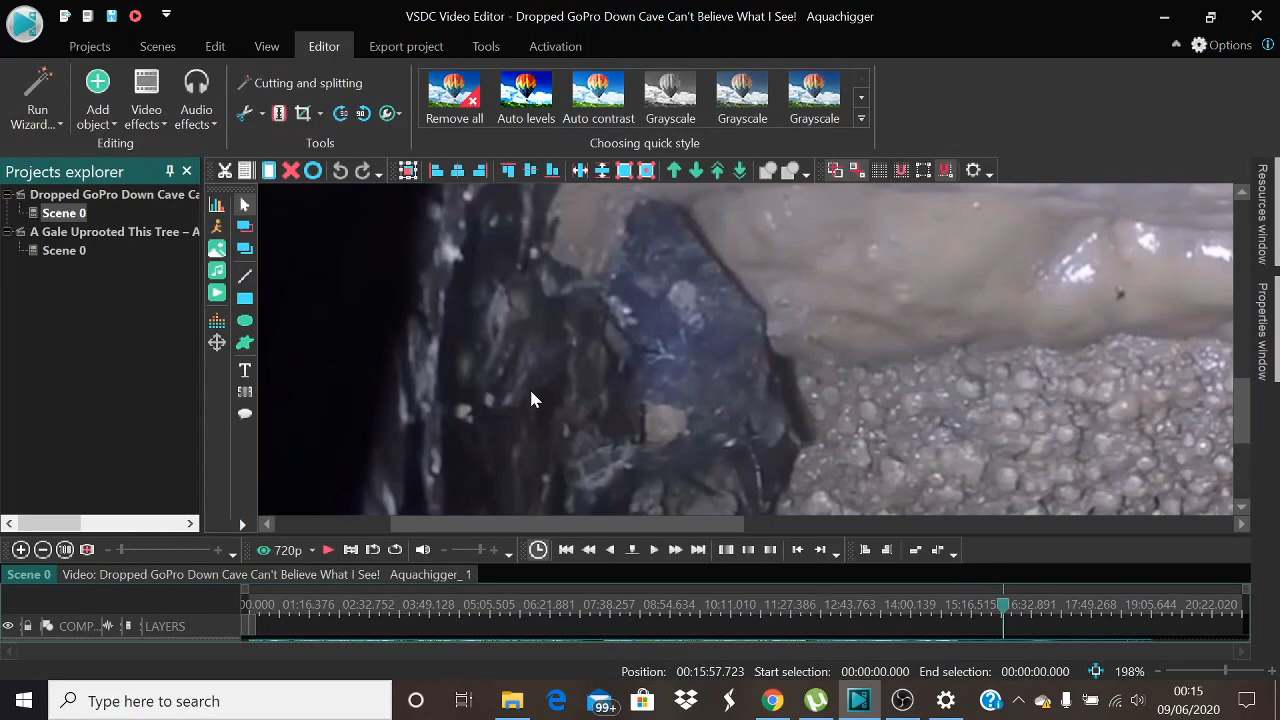 VSDC Video Editor - Dropped GoPro Down Cave Can't Believe What I See!   Aquachigger
Projects Scenes Edit View Editor Export project Tools Activation
Options
Run Wizard...
Add object
Video effects
Audio effects
Editing
Cutting and splitting
Tools
Remove all
Auto levels
Auto contrast
Grayscale
Grayscale
Grayscale
Choosing quick style
Projects explorer
Dropped GoPro Down Cave Ca
Scene 0
A Gale Uprooted This Tree – A
Scene 0
T
Resources window
Properties window
720p
Scene 0
Video: Dropped GoPro Down Cave Can't Believe What I See!   Aquachigger_1
00.000 01:16.376 02:32.752 03:49.128 05:05.505 06:21.881 07:38.257 08:54.634 10:11.010 11:27.386 12:43.763 14:00.139 15:16.515 6:32.891 17:49.268 19:05.644 20:22.020
COMP... LAYERS
Position: 00:15:57.723 Start selection: 00:00:00.000 End selection: 00:00:00.000 198%
Type here to search
99+
00:15
09/06/2020